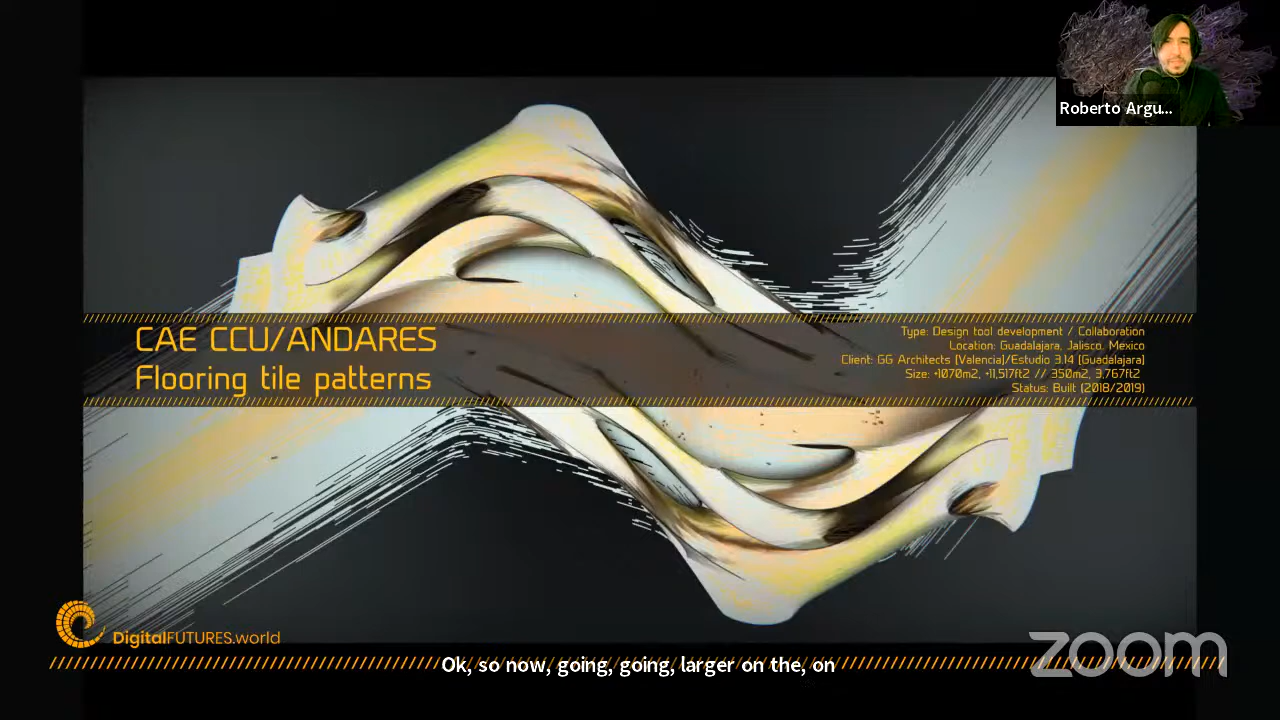 Roberto Argu...
CAE CCU/ANDARES
Flooring tile patterns
Type: Design tool development / Collaboration
Location: Guadalajara, Jalisco, Mexico
Client: GG Architects [Valencia]/Estudio 3.14 [Guadalajara]
Size: +1070m2, +11,517ft2 // 350m2, 3,767ft2
Status: Built (2018/2019)
DigitalFUTURES.world
zoom
Ok, so now, going, going, larger on the, on